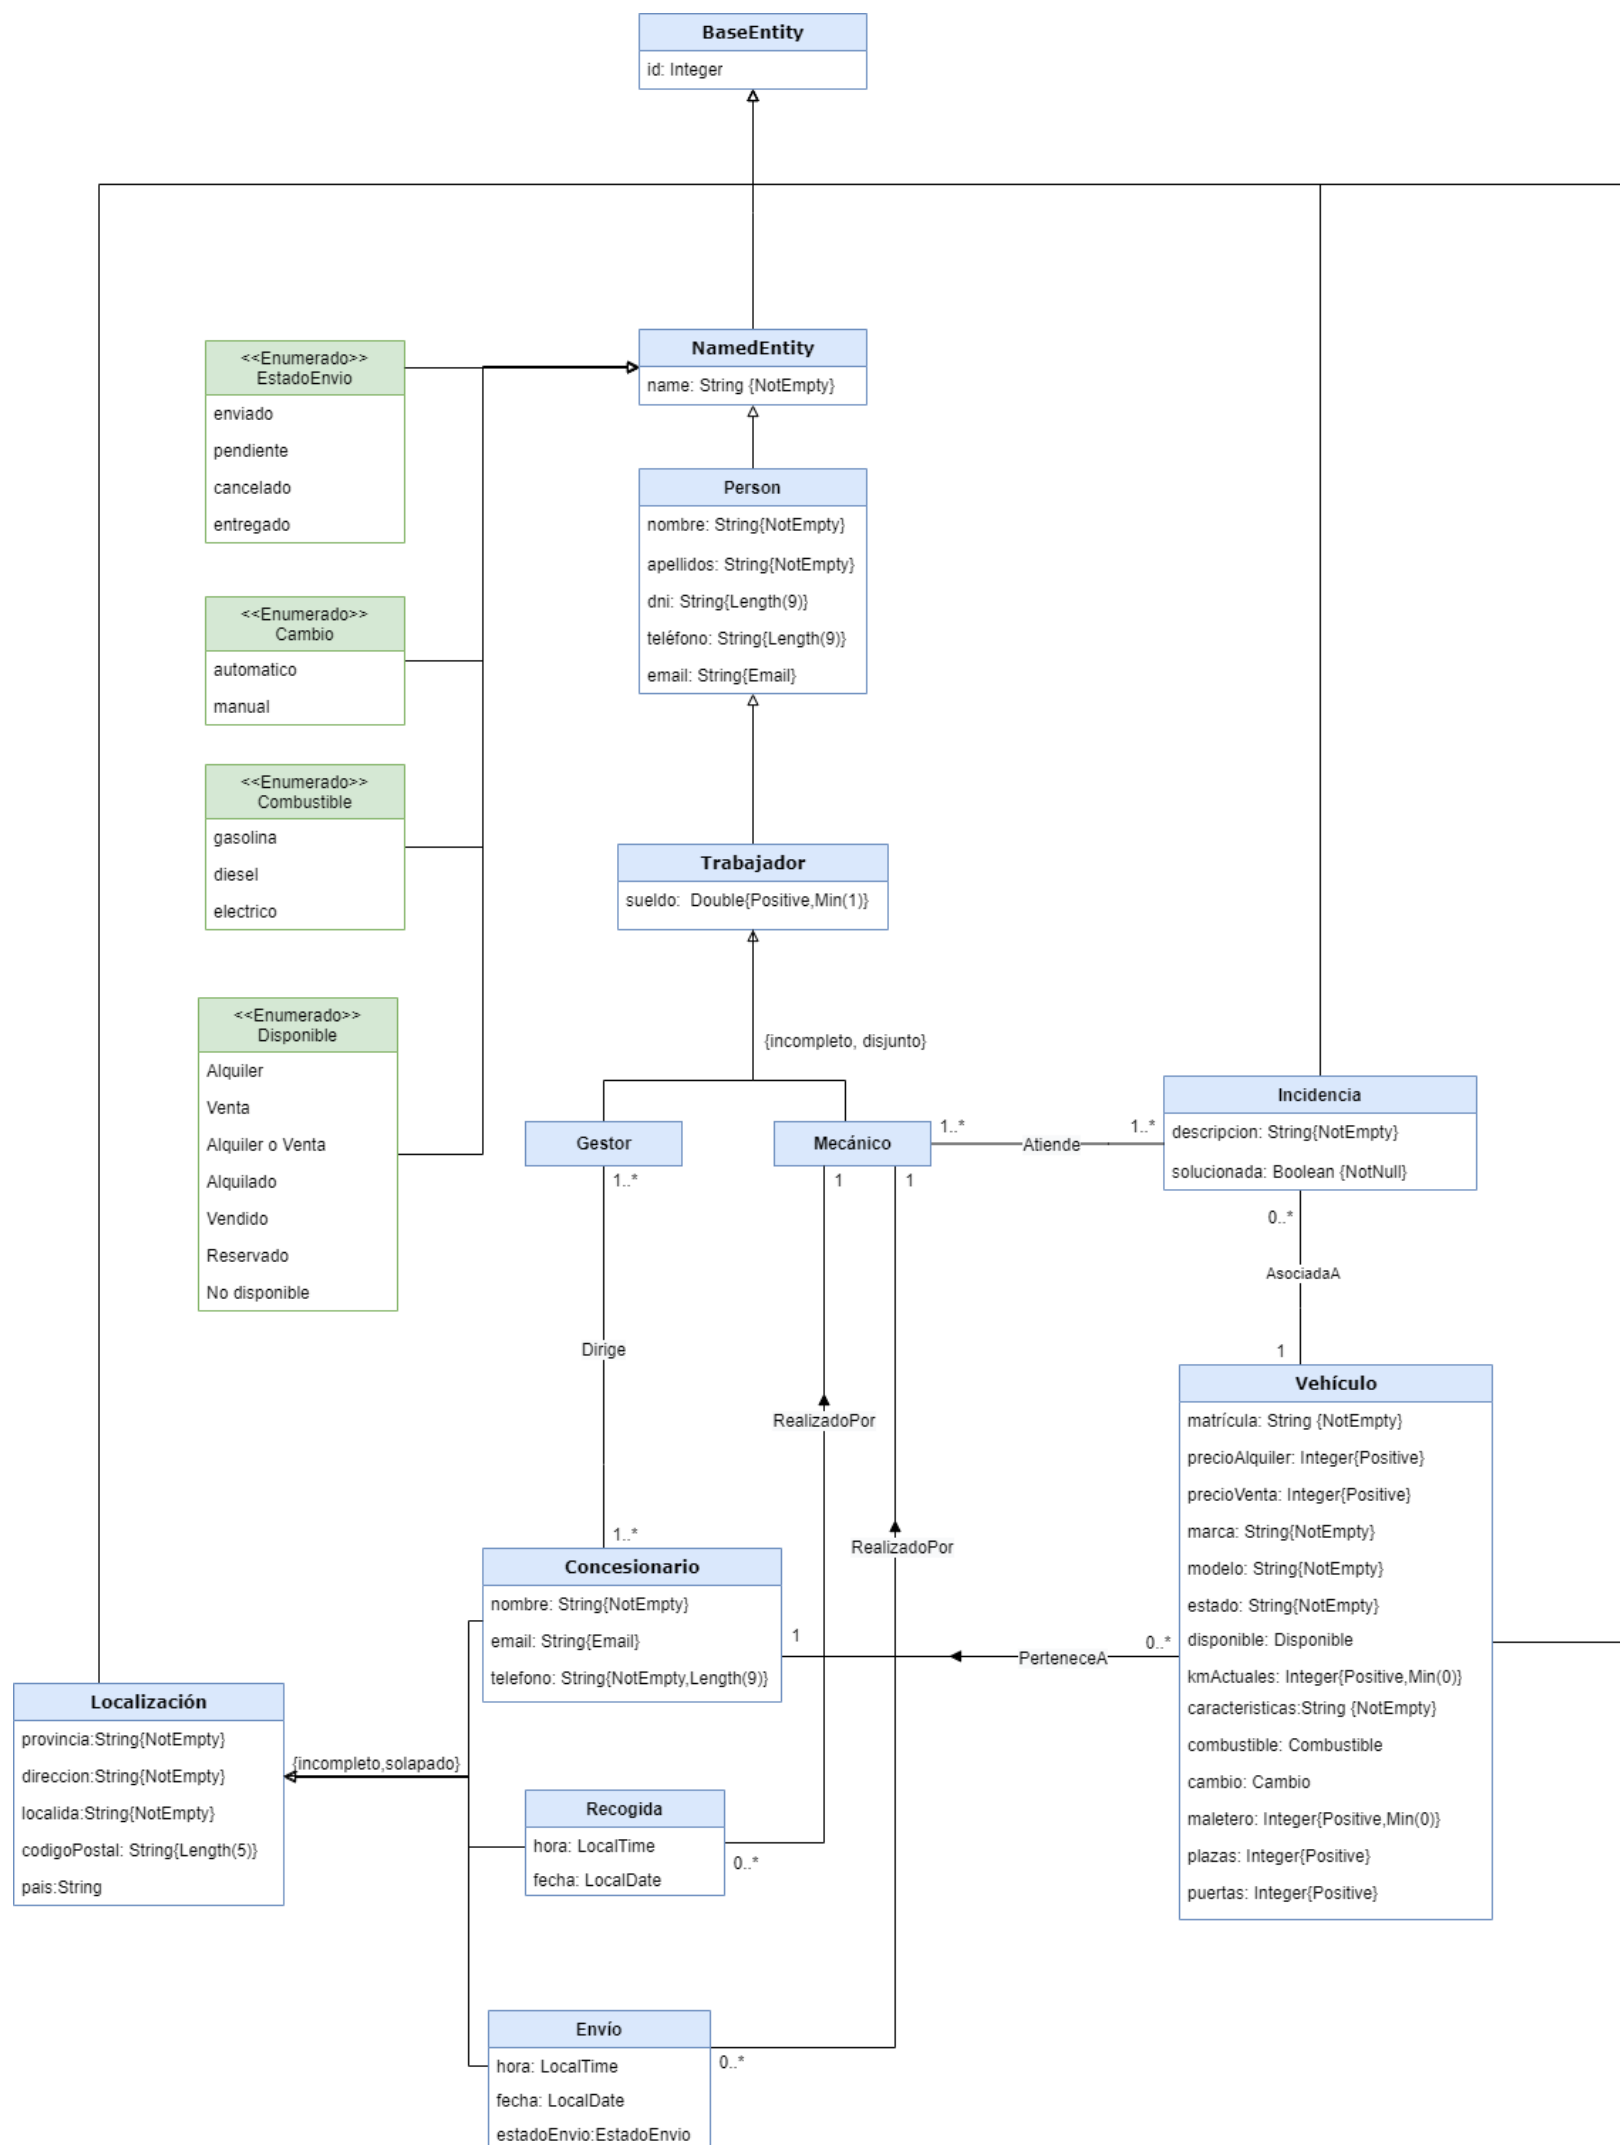 BaseEntity
id: Integer
NamedEntity
name: String {NotEmpty}
<<Enumerado>>
EstadoEnvio
enviado
pendiente
cancelado
entregado
Person
nombre: String{NotEmpty}
apellidos: String{NotEmpty}
dni: String{Length(9)}
teléfono: String{Length(9)}
email: String{Email}
<<Enumerado>>
Cambio
automatico
manual
<<Enumerado>>
Combustible
gasolina
diesel
electrico
Trabajador
sueldo:  Double{Positive,Min(1)}
<<Enumerado>>
Disponible
Alquiler
Venta
Alquiler o Venta
Alquilado
Vendido
Reservado
No disponible
{incompleto, disjunto}
Gestor
1..*
Mecánico
1
1
1..*
Atiende
1..*
Incidencia
descripcion: String{NotEmpty}
solucionada: Boolean {NotNull}
0..*
AsociadaA
1
Dirige
1..*
RealizadoPor
RealizadoPor
Vehículo
matrícula: String {NotEmpty}
precioAlquiler: Integer{Positive}
precioVenta: Integer{Positive}
marca: String{NotEmpty}
modelo: String{NotEmpty}
estado: String{NotEmpty}
disponible: Disponible
kmActuales: Integer{Positive,Min(0)}
caracteristicas:String {NotEmpty}
combustible: Combustible
cambio: Cambio
maletero: Integer{Positive,Min(0)}
plazas: Integer{Positive}
puertas: Integer{Positive}
Concesionario
nombre: String{NotEmpty}
email: String{Email}
telefono: String{NotEmpty,Length(9)}
1
PerteneceA
0..*
Localización
provincia:String{NotEmpty}
direccion:String{NotEmpty}
localida:String{NotEmpty}
codigoPostal: String{Length(5)}
pais:String
{incompleto,solapado}
Recogida
hora: LocalTime
fecha: LocalDate
0..*
Envío
hora: LocalTime
fecha: LocalDate
estadoEnvio:EstadoEnvio
0..*